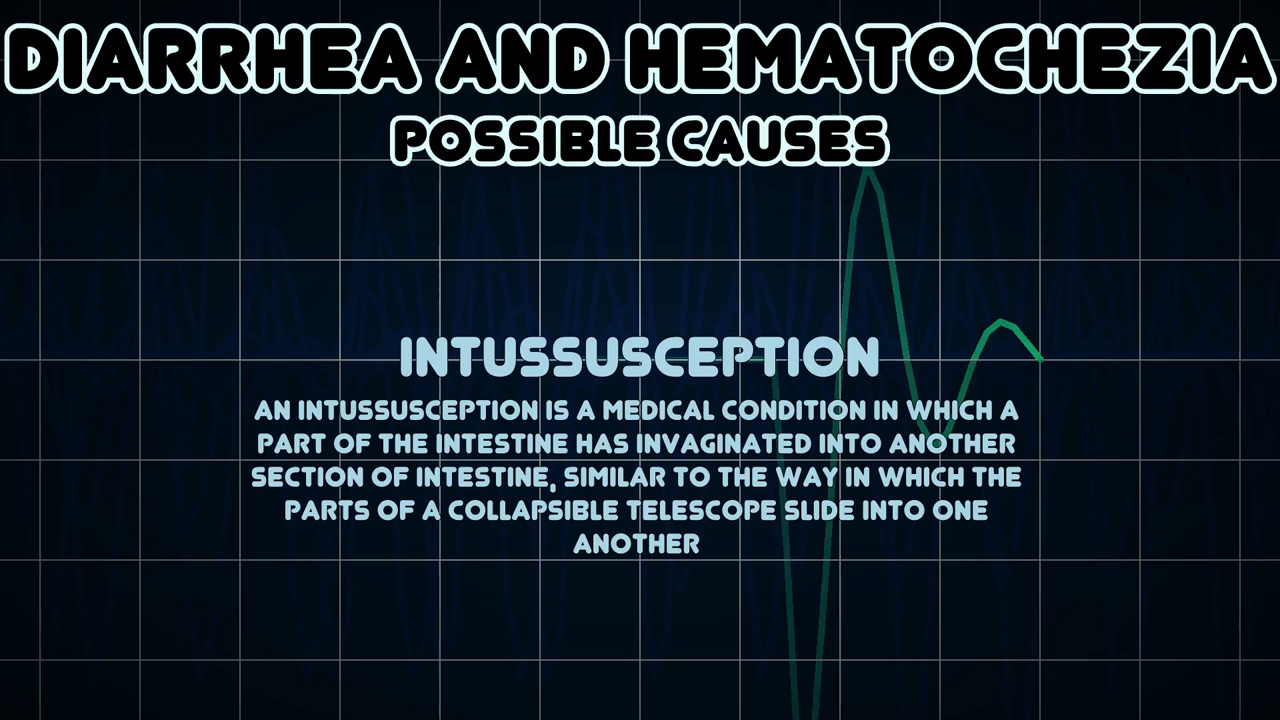 DIARRHEA AND HEMATOCHEZIA
POSSIBLE CAUSES
INTUSSUSCEPTION
AN INTUSSUSCEPTION IS A MEDICAL CONDITION IN WHICH A
PART OF THE INTESTINE HAS INVAGINATED INTO ANOTHER
SECTION OF INTESTINE, SIMILAR TO THE WAY IN WHICH THE
PARTS OF A COLLAPSIBLE TELESCOPE SLIDE INTO ONE
ANOTHER